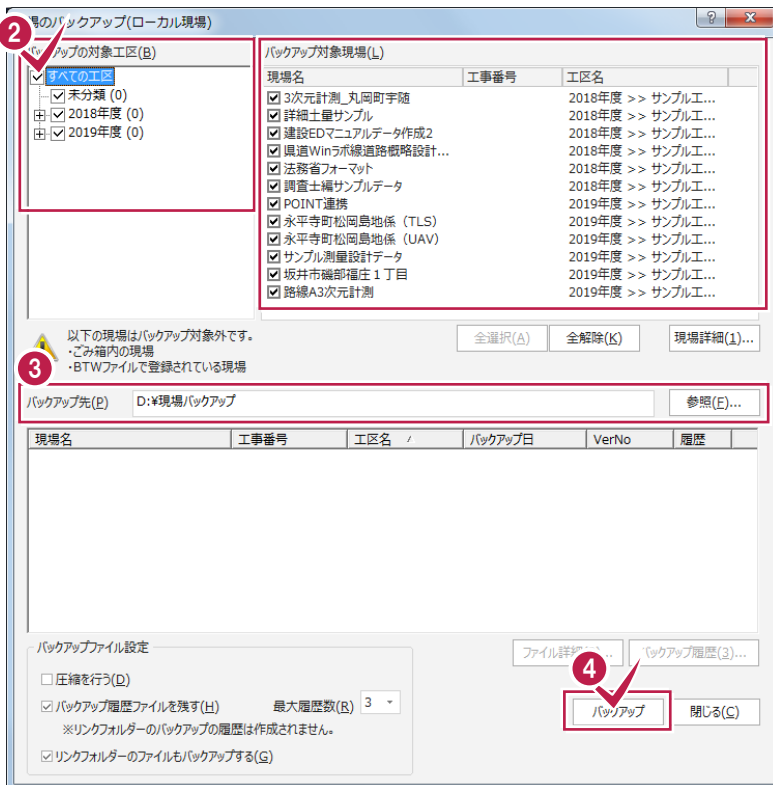 場のバックアップ(ローカル現場)
2
バックアップの対象工区(B)
バックアップ対象現場(L)
すべての工区
未分類 (0)
2018年度 (0)
2019年度 (0)
現場名 工事番号 工区名
3次元計測_丸岡町宇随 2018年度 >> サンプル工...
詳細土量サンプル 2018年度 >> サンプル工...
建設EDマニュアルデータ作成2 2018年度 >> サンプル工...
県道Winラボ線道路概略設計... 2018年度 >> サンプル工...
法務省フォーマット 2018年度 >> サンプル工...
調査士編サンプルデータ 2018年度 >> サンプル工...
POINT連携 2019年度 >> サンプル工...
永平寺町松岡島地係（TLS） 2019年度 >> サンプル工...
永平寺町松岡島地係（UAV） 2019年度 >> サンプル工...
サンプル測量設計データ 2019年度 >> サンプル工...
坂井市磯部福庄１丁目 2019年度 >> サンプル工...
路線A3次元計測 2019年度 >> サンプル工...
以下の現場はバックアップ対象外です。
・ごみ箱内の現場
・BTWファイルで登録されている現場
全選択(A) 全解除(K) 現場詳細(1)...
3
バックアップ先(P) D:¥現場バックアップ 参照(F)...
現場名 工事番号 工区名 / バックアップ日 VerNo 履歴
バックアップファイル設定
ファイル詳細 ... バックアップ履歴(3)...
圧縮を行う(D)
4
バックアップ履歴ファイルを残す(H) 最大履歴数(R) 3
バックアップ 閉じる(C)
※リンクフォルダーのバックアップの履歴は作成されません。
リンクフォルダーのファイルもバックアップする(G)